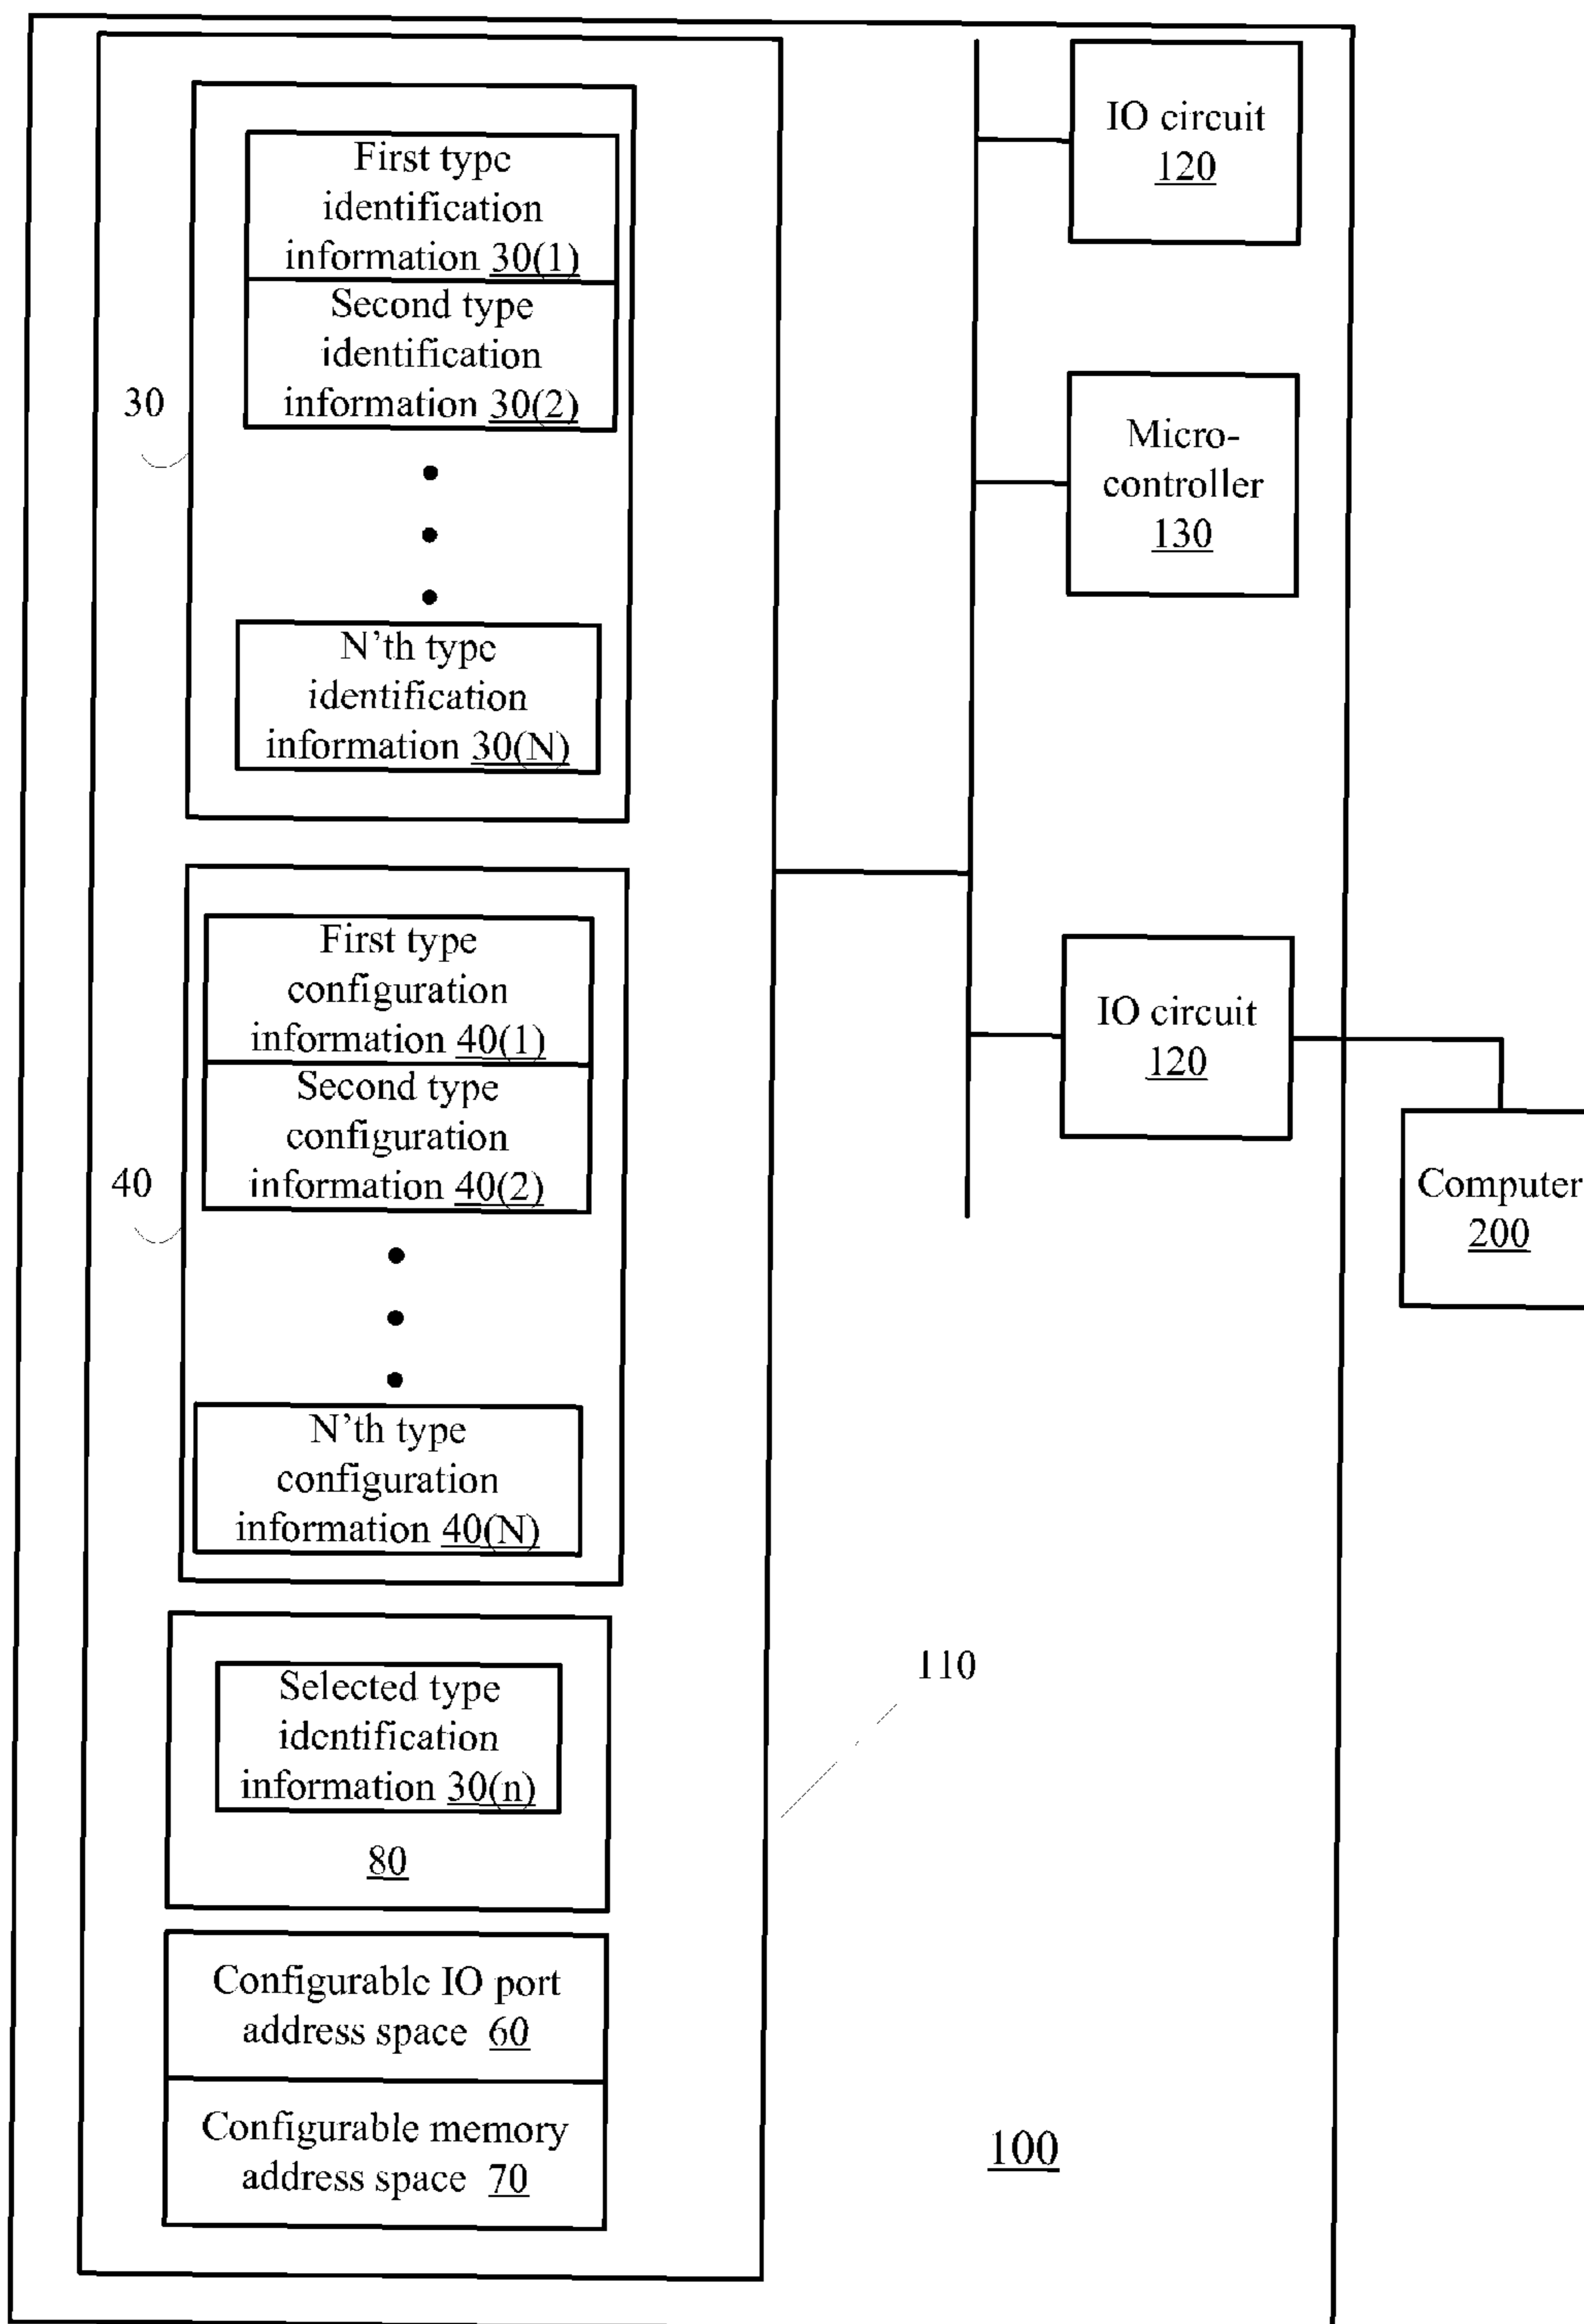 First type
identification
information 30(1)
Second type
identification
information 30(2)
30
N'th type
identification
information 30(N)
First type
configuration
information 40(1)
Second type
configuration
information 40(2)
40
N'th type
configuration
information 40(N)
Selected type
identification
information 30(n)
80
Configurable IO port
address space 60
Configurable memory
address space 70
110
IO circuit
120
Micro-
controller
130
IO circuit
120
Computer
200
100